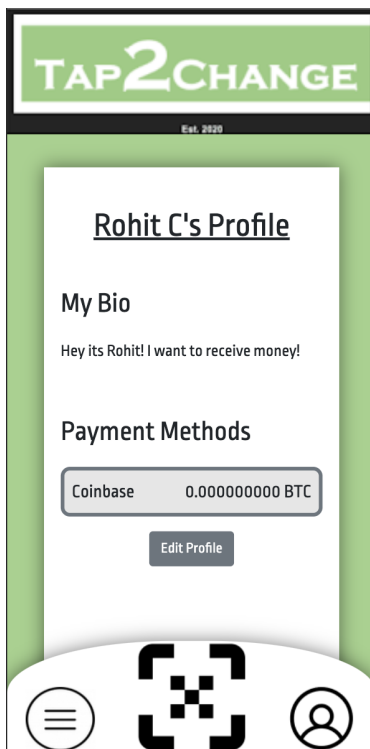 TAP2CHANGE
Est. 2020
Rohit C's Profile
My Bio
Hey its Rohit! I want to receive money!
Payment Methods
Coinbase 0.000000000 BTC
Edit Profile